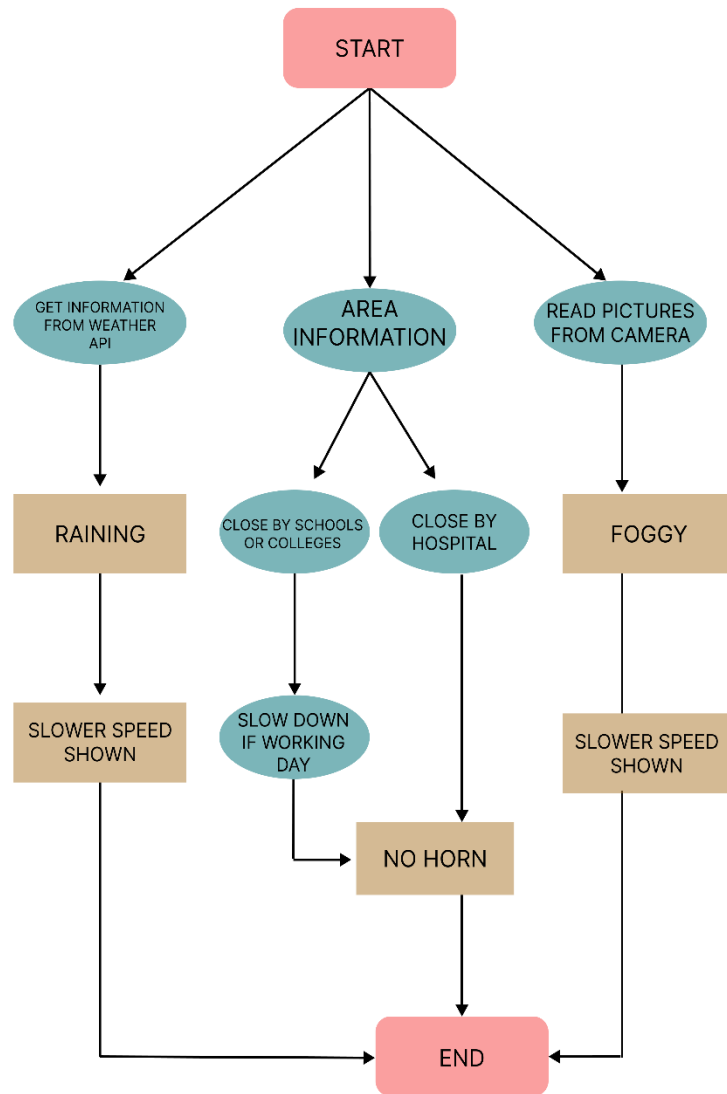 START
GET INFORMATION
FROM WEATHER
API
AREA
INFORMATION
READ PICTURES
FROM CAMERA
RAINING
CLOSE BY SCHOOLS
OR COLLEGES
CLOSE BY
HOSPITAL
FOGGY
SLOWER SPEED
SHOWN
SLOW DOWN
IF WORKING
DAY
SLOWER SPEED
SHOWN
NO HORN
END